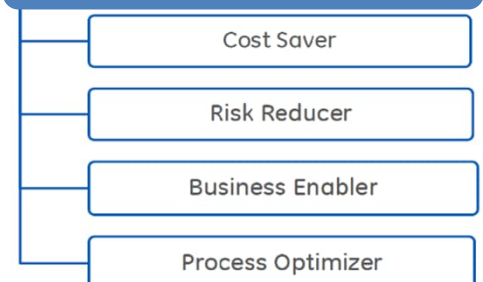 Cost Saver
Risk Reducer
Business Enabler
Process Optimizer